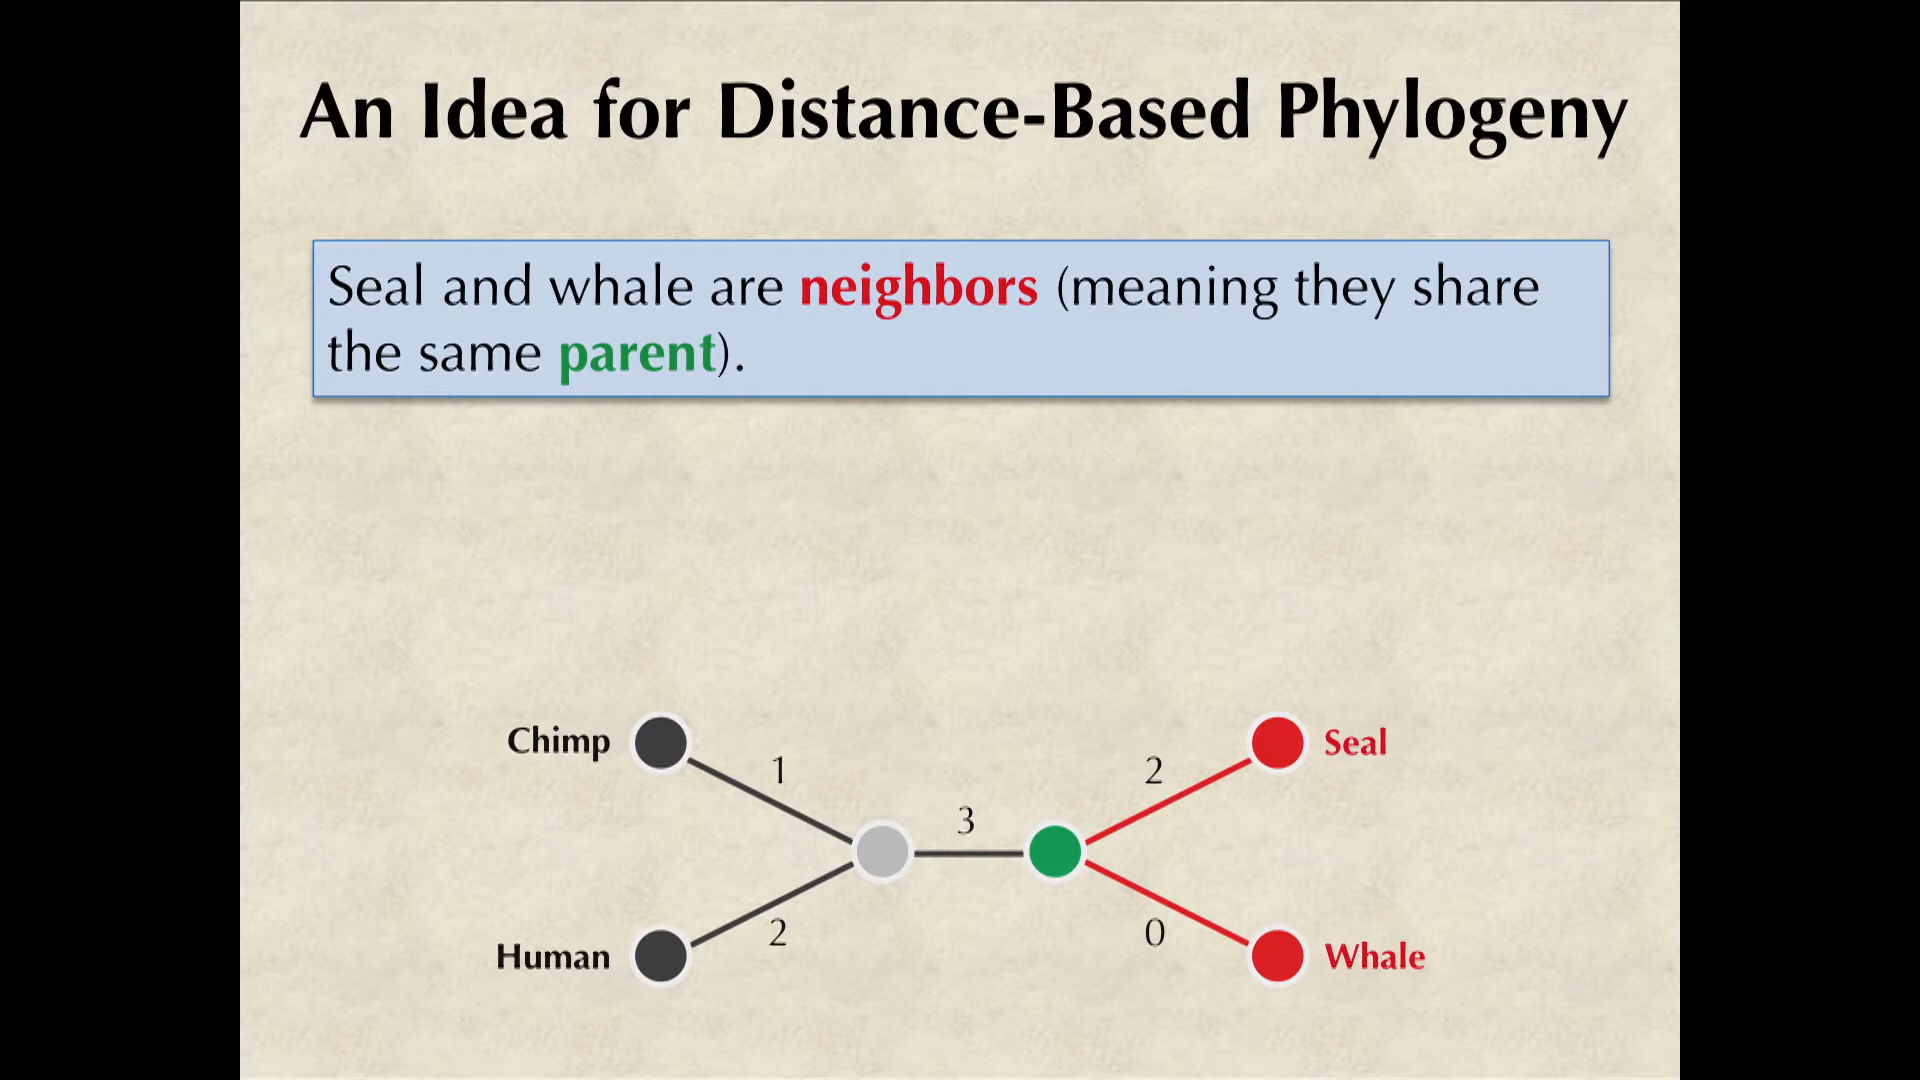 An Idea for Distance-Based Phylogeny
Seal and whale are neighbors (meaning they share
the same parent).
Chimp
1
2
Seal
3
Human
2
0
Whale